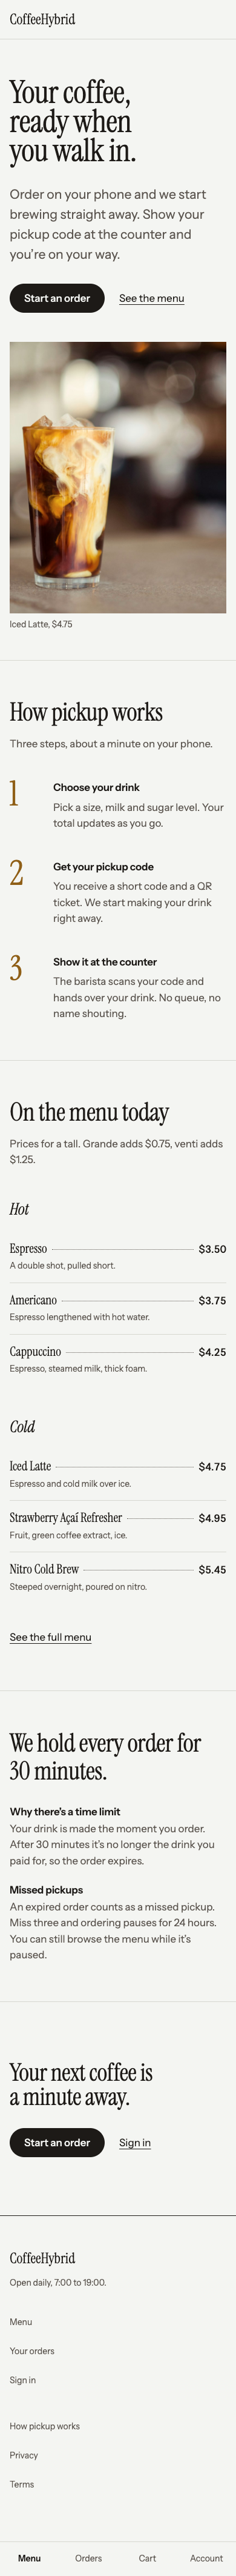 CoffeeHybrid
Your coffee,
ready when
you walk in.
Order on your phone and we start
brewing straight away. Show your
pickup code at the counter and
you're on your way.
Start an order See the menu
Iced Latte, $4.75
How pickup works
Three steps, about a minute on your phone.
1
Choose your drink
Pick a size, milk and sugar level. Your
total updates as you go.
2
Get your pickup code
You receive a short code and a QR
ticket. We start making your drink
right away.
3
Show it at the counter
The barista scans your code and
hands over your drink. No queue, no
name shouting.
On the menu today
Prices for a tall. Grande adds $0.75, venti adds
$1.25.
Hot
Espresso $3.50
A double shot, pulled short.
Americano $3.75
Espresso lengthened with hot water.
Cappuccino $4.25
Espresso, steamed milk, thick foam.
Cold
Iced Latte $4.75
Espresso and cold milk over ice.
Strawberry Açaí Refresher $4.95
Fruit, green coffee extract, ice.
Nitro Cold Brew $5.45
Steeped overnight, poured on nitro.
See the full menu
We hold every order for
30 minutes.
Why there's a time limit
Your drink is made the moment you order.
After 30 minutes it's no longer the drink you
paid for, so the order expires.
Missed pickups
An expired order counts as a missed pickup.
Miss three and ordering pauses for 24 hours.
You can still browse the menu while it's
paused.
Your next coffee is
a minute away.
Start an order Sign in
CoffeeHybrid
Open daily, 7:00 to 19:00.
Menu
Your orders
Sign in
How pickup works
Privacy
Terms
Menu Orders Cart Account